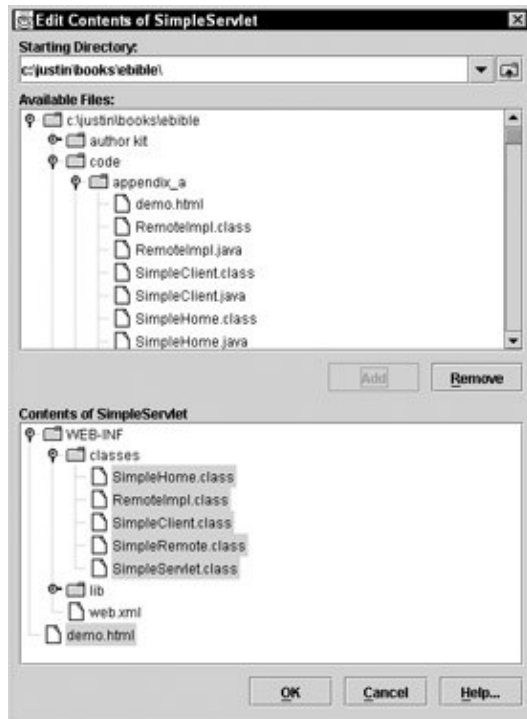 Edit Contents of SimpleServlet
Starting Directory:
c:\justin\books\ebible\
Available Files:
c:\justin\books\ebible
author kit
code
appendix_a
demo.html
RemoteImpl.class
RemoteImpl.java
SimpleClient.class
SimpleClient.java
SimpleHome.class
SimpleHome.java
Add
Remove
Contents of SimpleServlet
WEB-INF
classes
SimpleHome.class
RemoteImpl.class
SimpleClient.class
SimpleRemote.class
SimpleServlet.class
lib
web.xml
demo.html
OK
Cancel
Help...